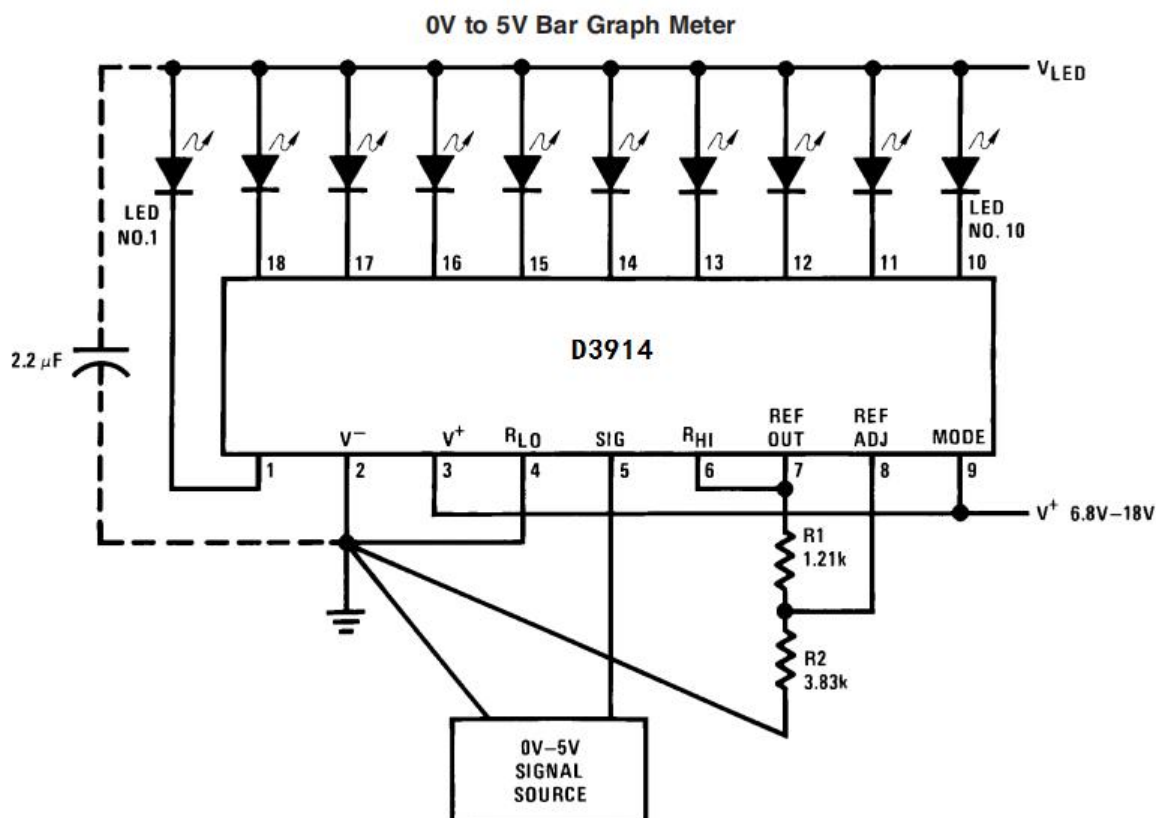 0V to 5V Bar Graph Meter
VLED
LED
NO.1
LED
NO. 10
18 17 16 15 14 13 12 11 10
2.2 μF
D3914
V− V+ RLO SIG RHI REF OUT REF ADJ MODE
1 2 3 4 5 6 7 8 9
V+ 6.8V–18V
R1
1.21k
R2
3.83k
0V–5V
SIGNAL
SOURCE